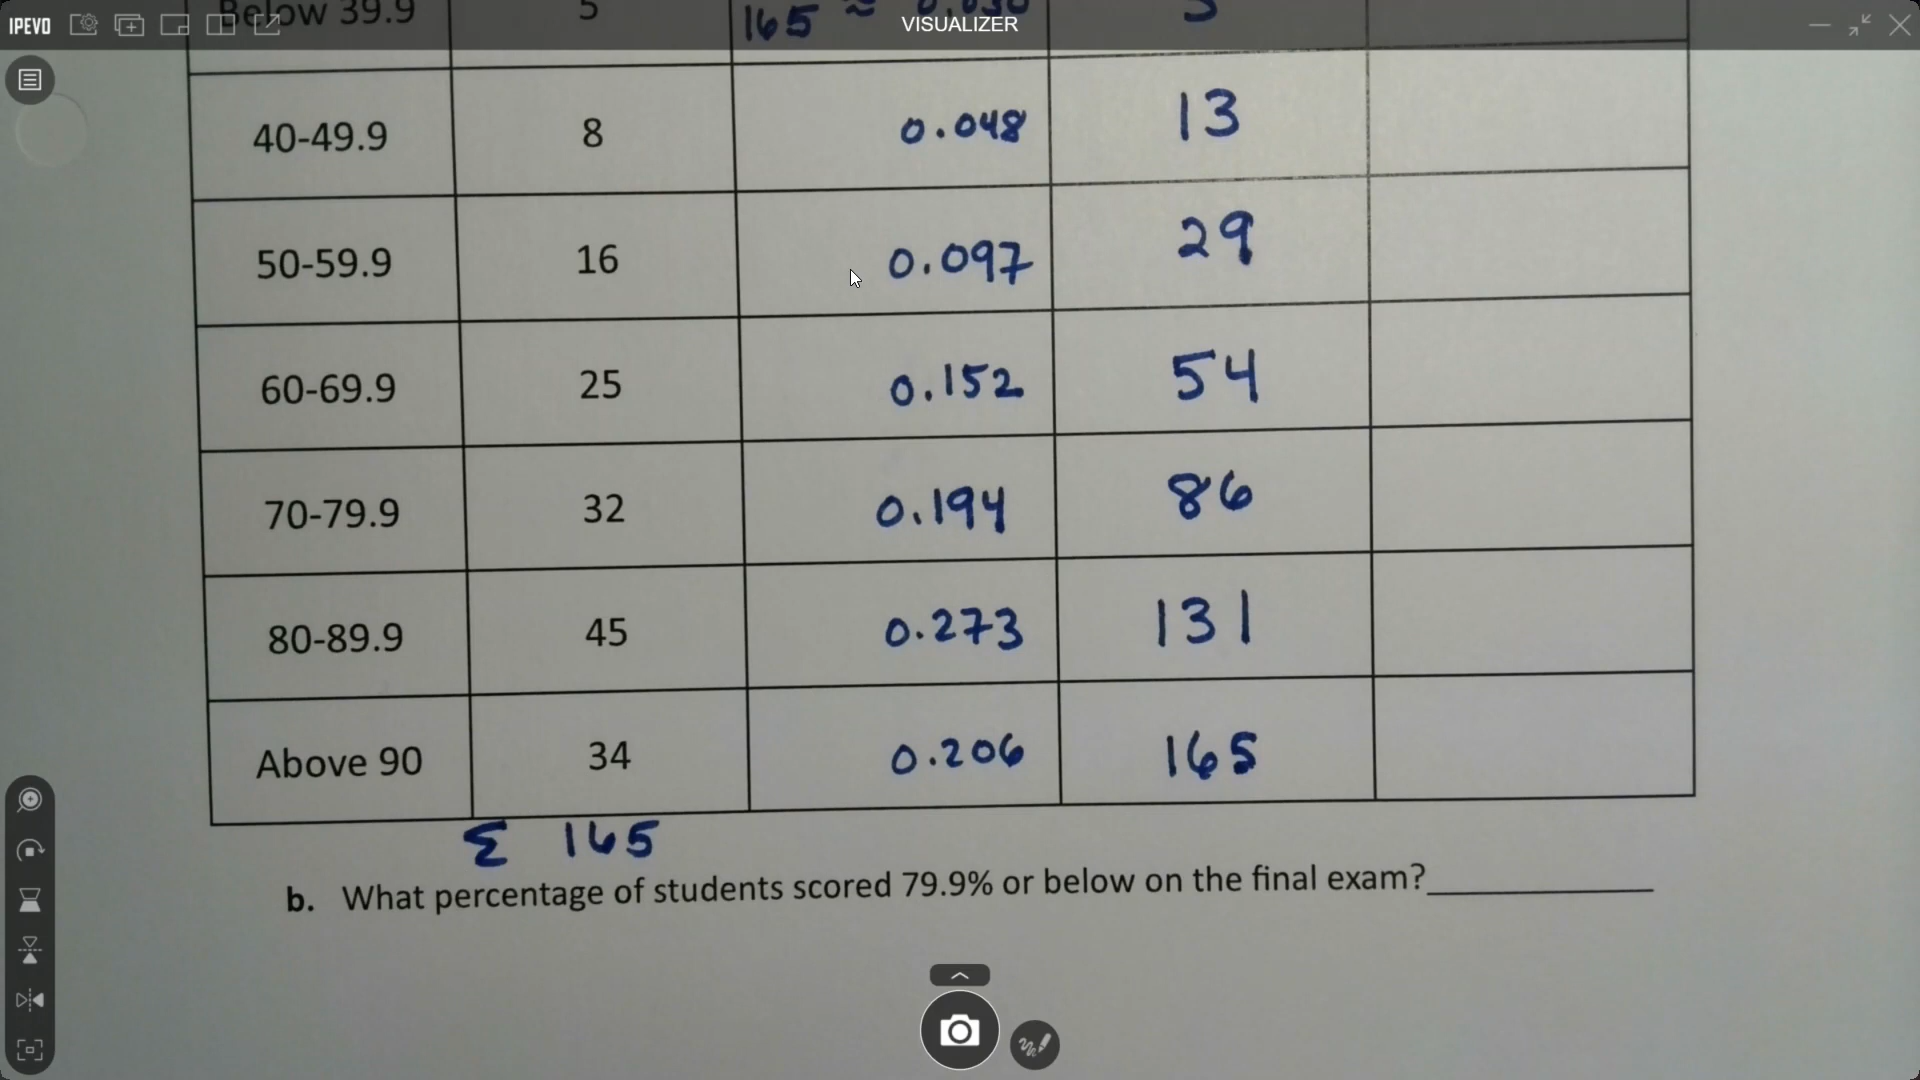 IPEVO
VISUALIZER
Below 39.9 5 165 ≈ 0.030 5
40-49.9 8 0.048 13
50-59.9 16 0.097 29
60-69.9 25 0.152 54
70-79.9 32 0.194 86
80-89.9 45 0.273 131
Above 90 34 0.206 165
Σ 165
b. What percentage of students scored 79.9% or below on the final exam?